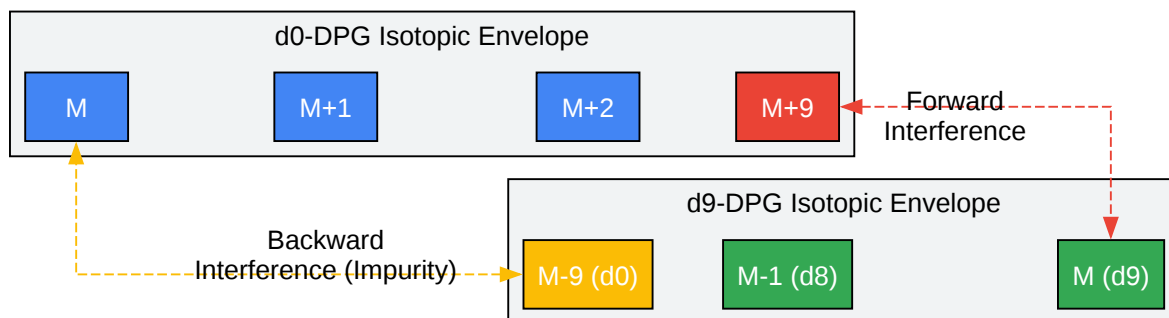 d0-DPG Isotopic Envelope
M
M+1
M+2
M+9
Forward
Interference
d9-DPG Isotopic Envelope
Backward
Interference (Impurity)
M-9 (d0)
M-1 (d8)
M (d9)